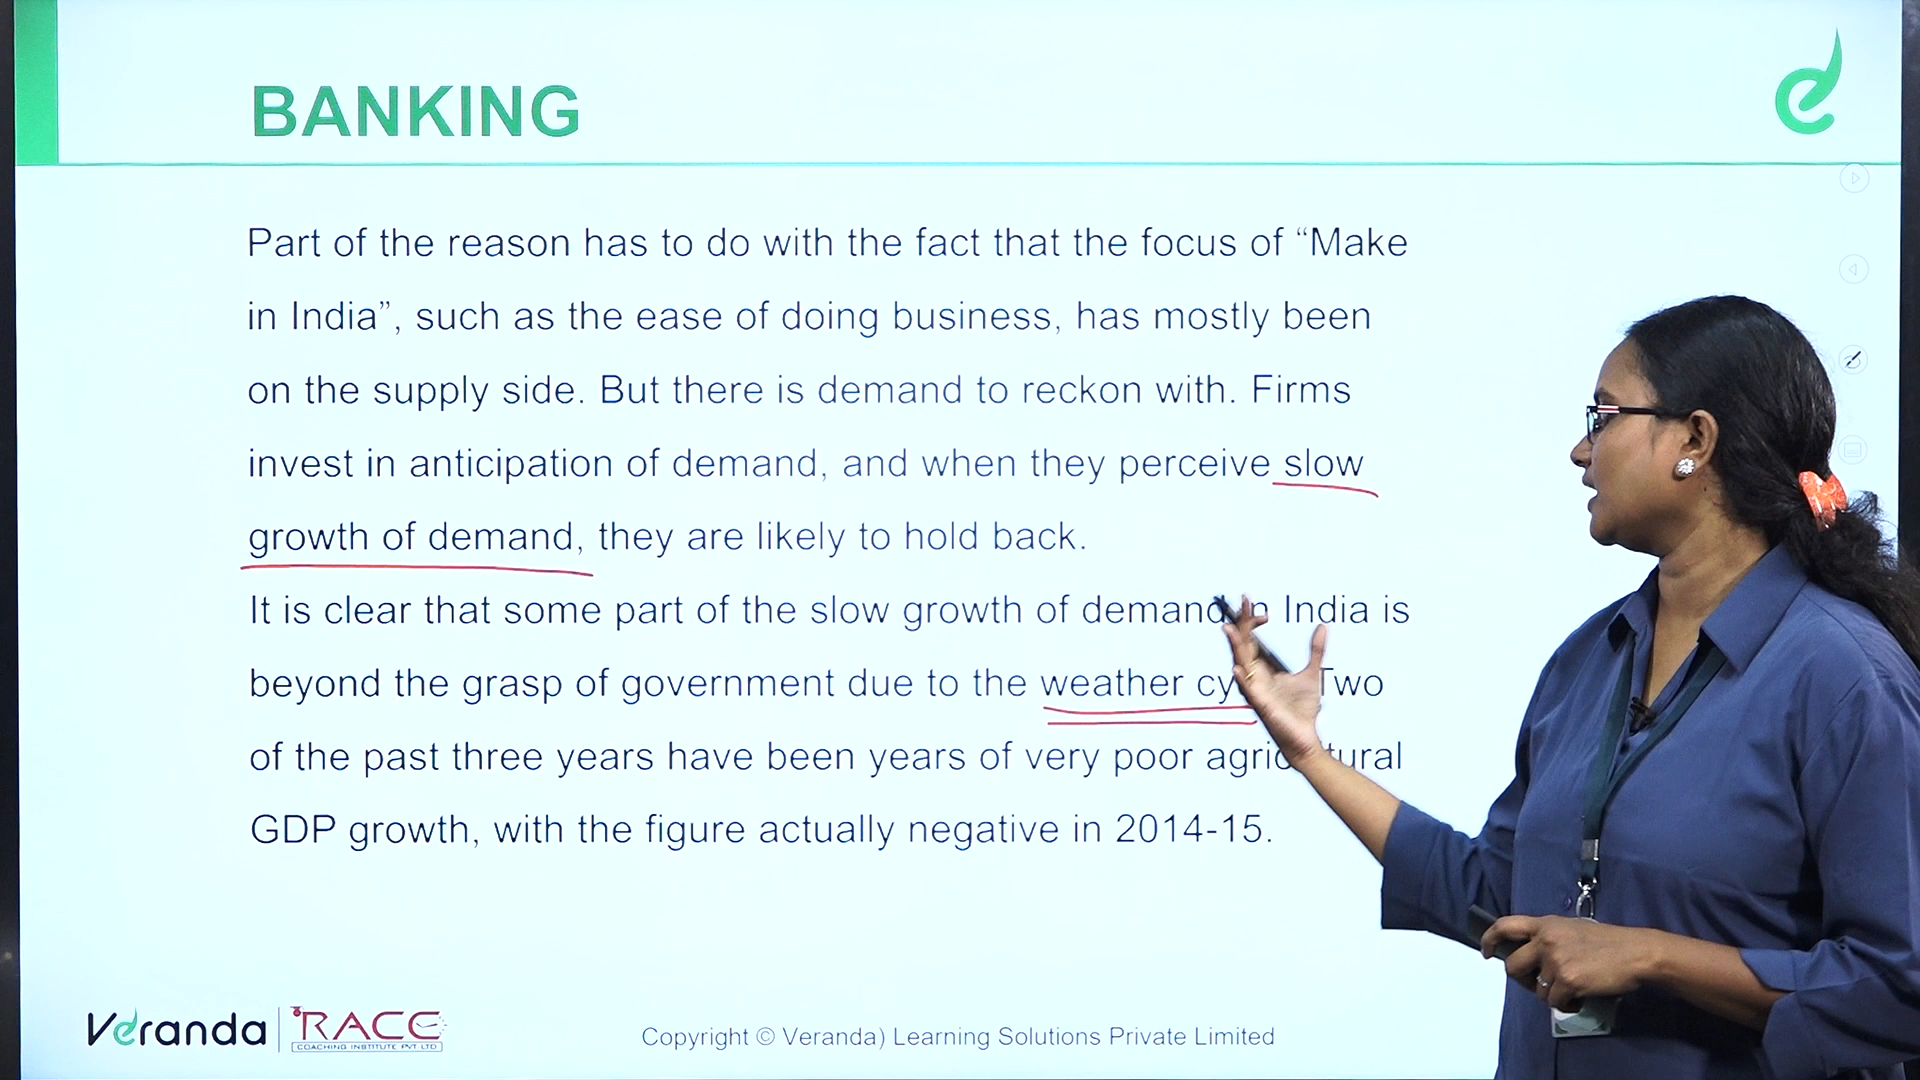 BANKING
Part of the reason has to do with the fact that the focus of “Make
in India”, such as the ease of doing business, has mostly been
on the supply side. But there is demand to reckon with. Firms
invest in anticipation of demand, and when they perceive slow
growth of demand, they are likely to hold back.
It is clear that some part of the slow growth of demand India is
beyond the grasp of government due to the weather Two
of the past three years have been years of very poor
GDP growth, with the figure actually negative in 2014-15.
Veranda RACE
COACHING INSTITUTE PVT LTD
Copyright © Veranda) Learning Solutions Private Limited